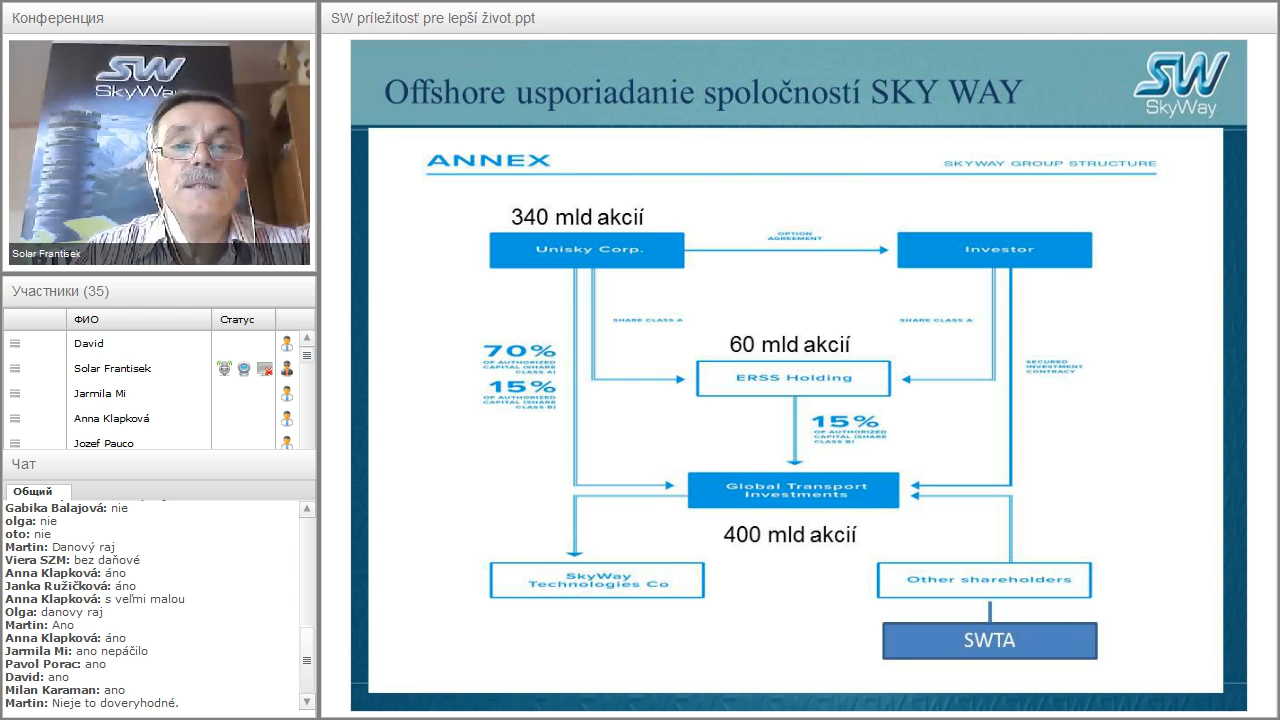 Конференция
SW
SkyWay
Solar Frantisek
Участники (35)
ФИО
Статус
David
Solar Frantisek
Jarmila Mi
Anna Klapková
Jozef Pavella
Чат
Общий
Gabriela: nie
olga: nie
oto: nie
Martin: Danovy raj
Viera SZM: bez daňové
Anna Klapková: áno
Janka Ružičková: áno
Anna Klapková: s veľmi malou
Olga: danovy raj
Martin: Ano
Anna Klapková: áno
Jarmila Mi: ano nepáčilo
Pavol Porac: ano
David: ano
Milan Karaman: ano
Martin: Nieje to dobry pocit
SW príležitosť pre lepší život.ppt
Offshore usporiadanie spoločností SKY WAY
SW
SkyWay
ANNEX
SKYWAY GROUP STRUCTURE
340 mld akcií
Unisky Corp.
OPTION
AGREEMENT
Investor
SHARE CLASS A
SHARE CLASS A
70%
OF AUTHORIZED
CAPITAL (SHARE
CLASS A)
15%
OF AUTHORIZED
CAPITAL (SHARE
CLASS B)
60 mld akcií
ERSS Holding
SECURED
INVESTMENT
CONTRACT
15%
OF AUTHORIZED
CAPITAL (SHARE
CLASS B)
Global Transport
Investments
400 mld akcií
SkyWay
Technologies Co
Other shareholders
SWTA